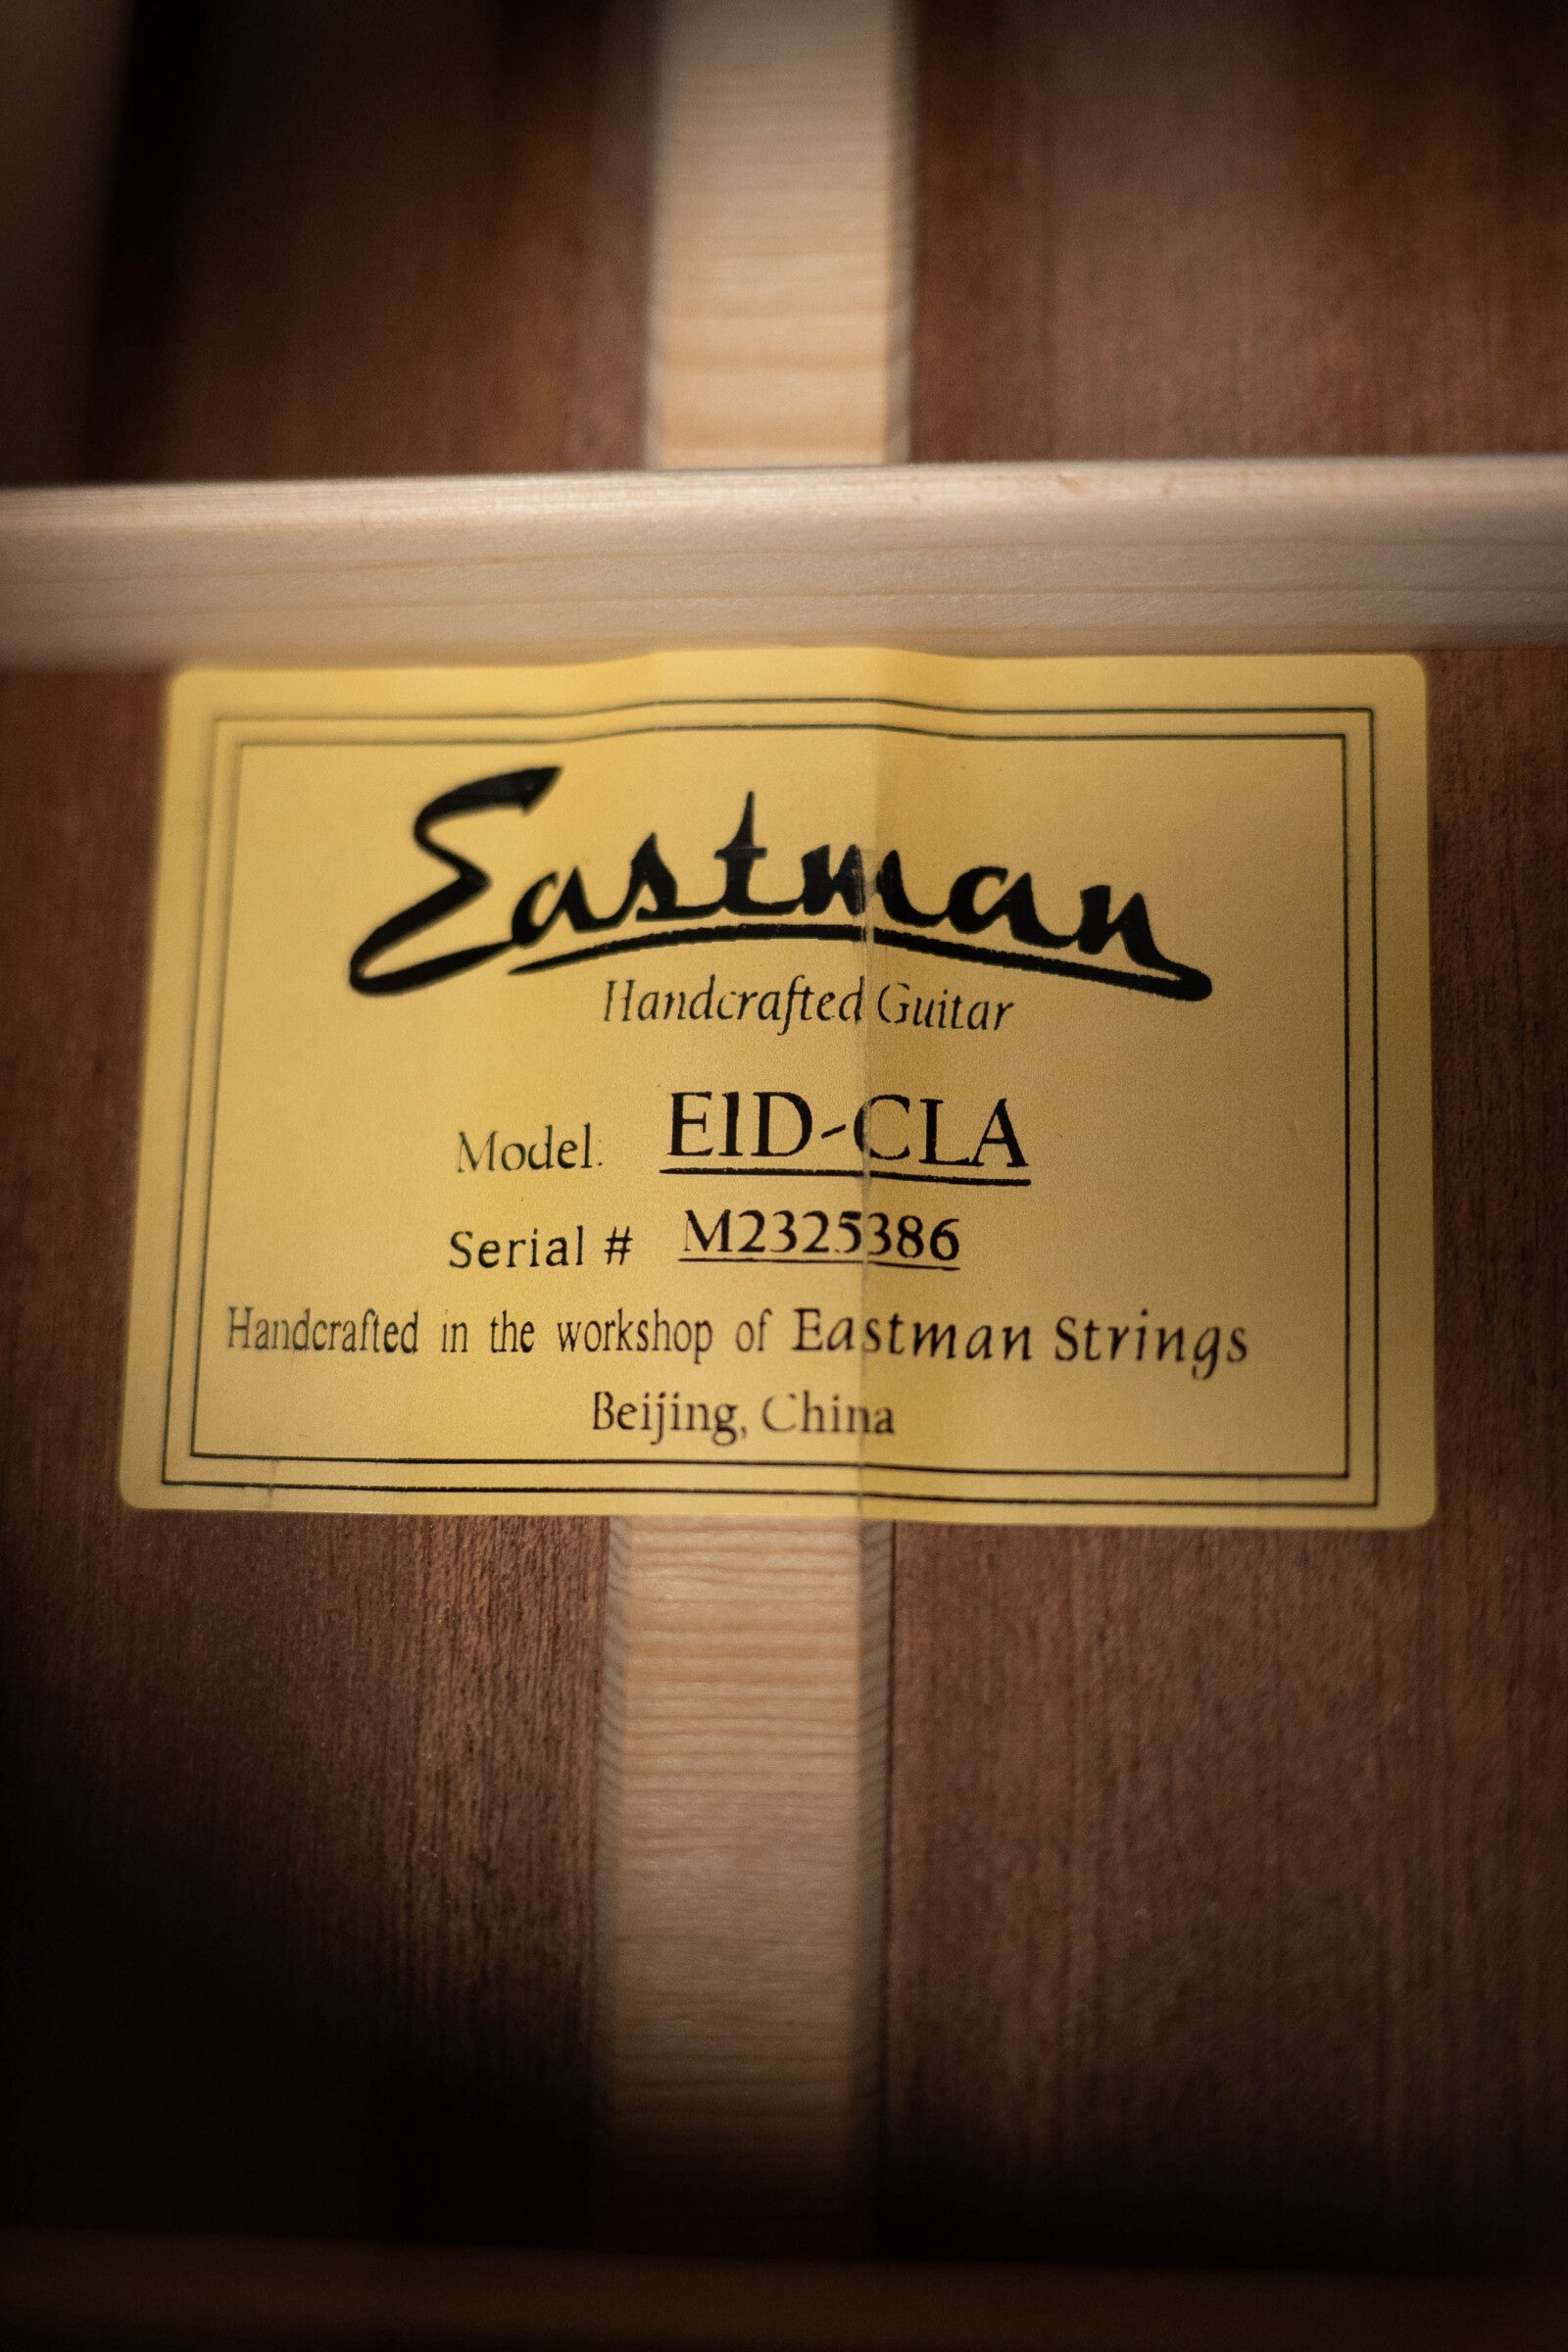 Eastman
Handcrafted Guitar
Model: E1D-CLA
Serial # M2325386
Handcrafted in the workshop of Eastman Strings
Beijing, China